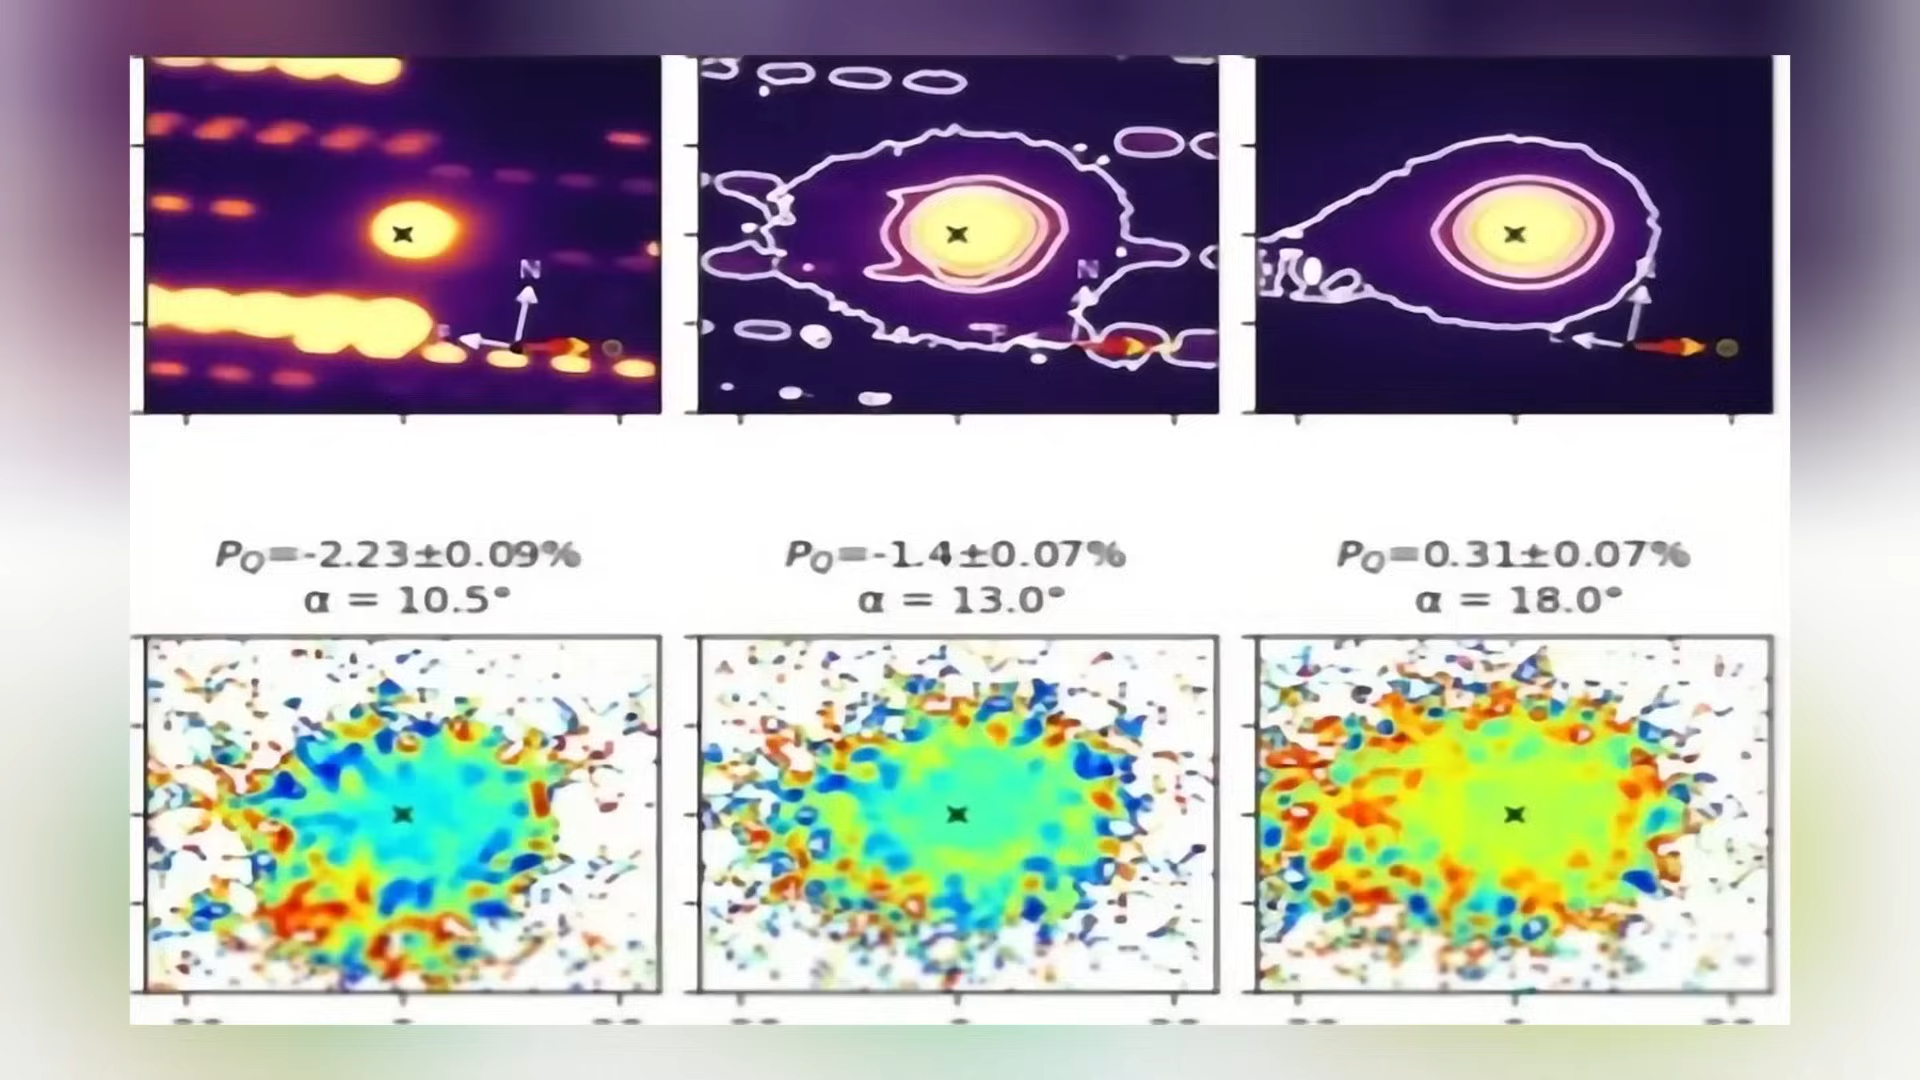 N
N
E
P_Q=-2.23±0.09%
α = 10.5°
P_Q=-1.4±0.07%
α = 13.0°
P_Q=0.31±0.07%
α = 18.0°